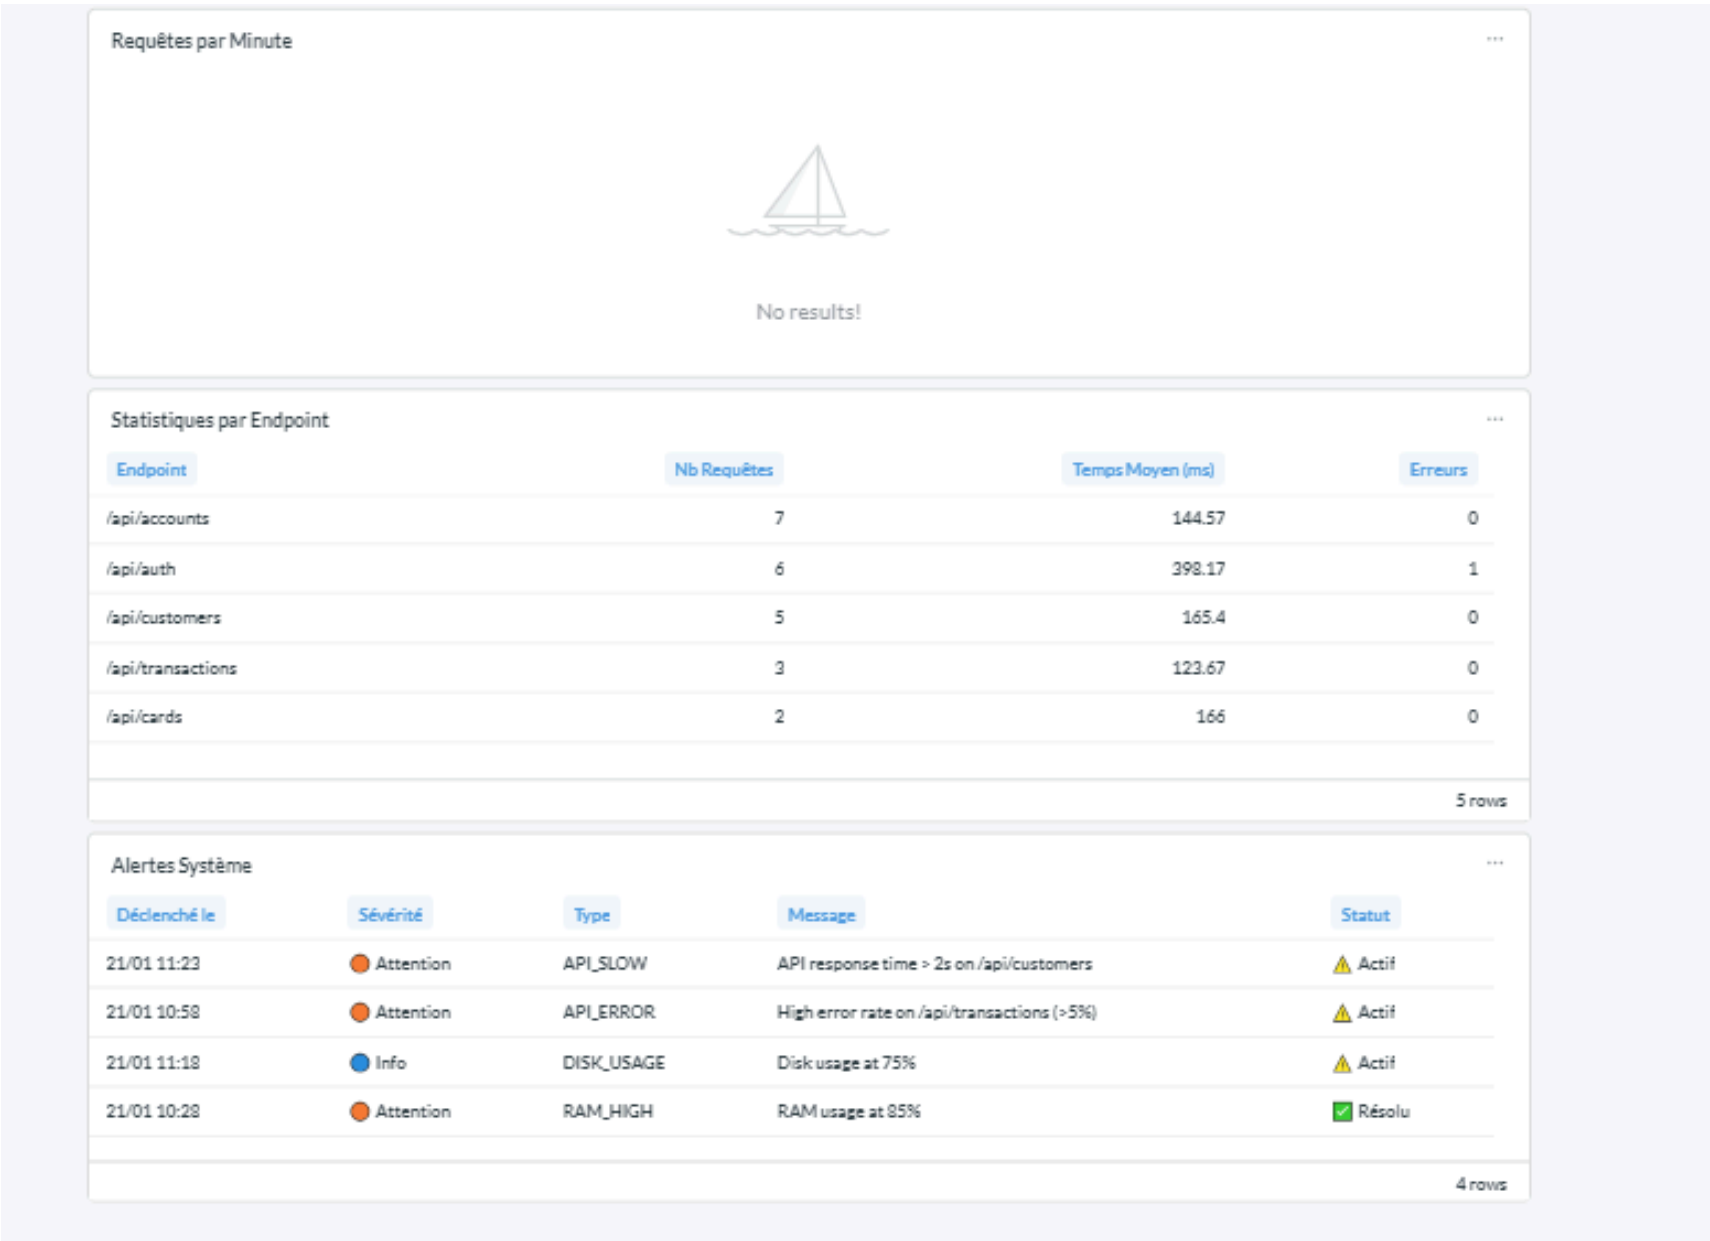 Requêtes par Minute
No results!
Statistiques par Endpoint
Endpoint Nb Requêtes Temps Moyen (ms) Erreurs
/api/accounts 7 144.57 0
/api/auth 6 398.17 1
/api/customers 5 165.4 0
/api/transactions 3 123.67 0
/api/cards 2 166 0
5 rows
Alertes Système
Déclenché le Sévérité Type Message Statut
21/01 11:23 Attention API_SLOW API response time > 2s on /api/customers Actif
21/01 10:58 Attention API_ERROR High error rate on /api/transactions (>5%) Actif
21/01 11:18 Info DISK_USAGE Disk usage at 75% Actif
21/01 10:28 Attention RAM_HIGH RAM usage at 85% Résolu
4 rows